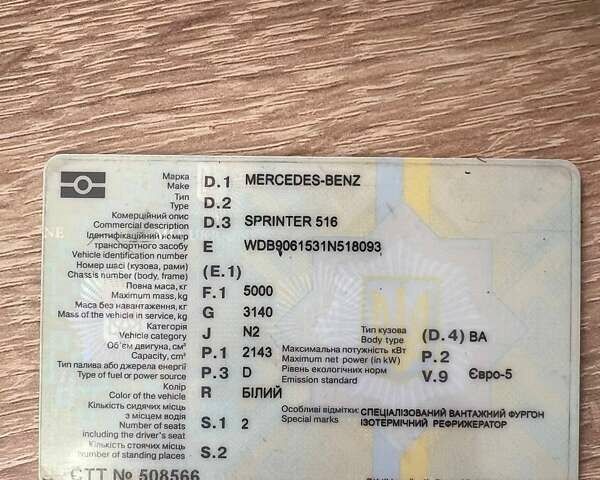 Марка
Make D.1 MERCEDES-BENZ
Тип
Type D.2
Комерційний опис
Commercial description D.3 SPRINTER 516
Ідентифікаційний номер
транспортного засобу
Vehicle identification number E WDB9061531N518093
Номер шасі (кузова, рами)
Chassis number (body, frame) (E.1)
Повна маса, кг
Maximum mass, kg F.1 5000
Маса без навантаження, кг
Mass of the vehicle in service, kg G 3140
Категорія
Vehicle category J N2
Тип кузова
Body type (D.4) ВА
Об'єм двигуна, см³
Capacity, cm³ P.1 2143
Максимальна потужність кВт
Maximum net power (in kW) P.2
Тип палива або джерела енергії
Type of fuel or power source P.3 D
Рівень екологічних норм
Emission standard V.9 Євро-5
Колір
Color of the vehicle R БІЛИЙ
Кількість сидячих місць
з місцем водія
Number of seats
including the driver's seat S.1 2
Особливі відмітки: СПЕЦІАЛІЗОВАНИЙ ВАНТАЖНИЙ ФУРГОН
Special marks ІЗОТЕРМІЧНИЙ РЕФРИЖЕРАТОР
Кількість стоячих місць
Number of standing places S.2
СТТ № 508566